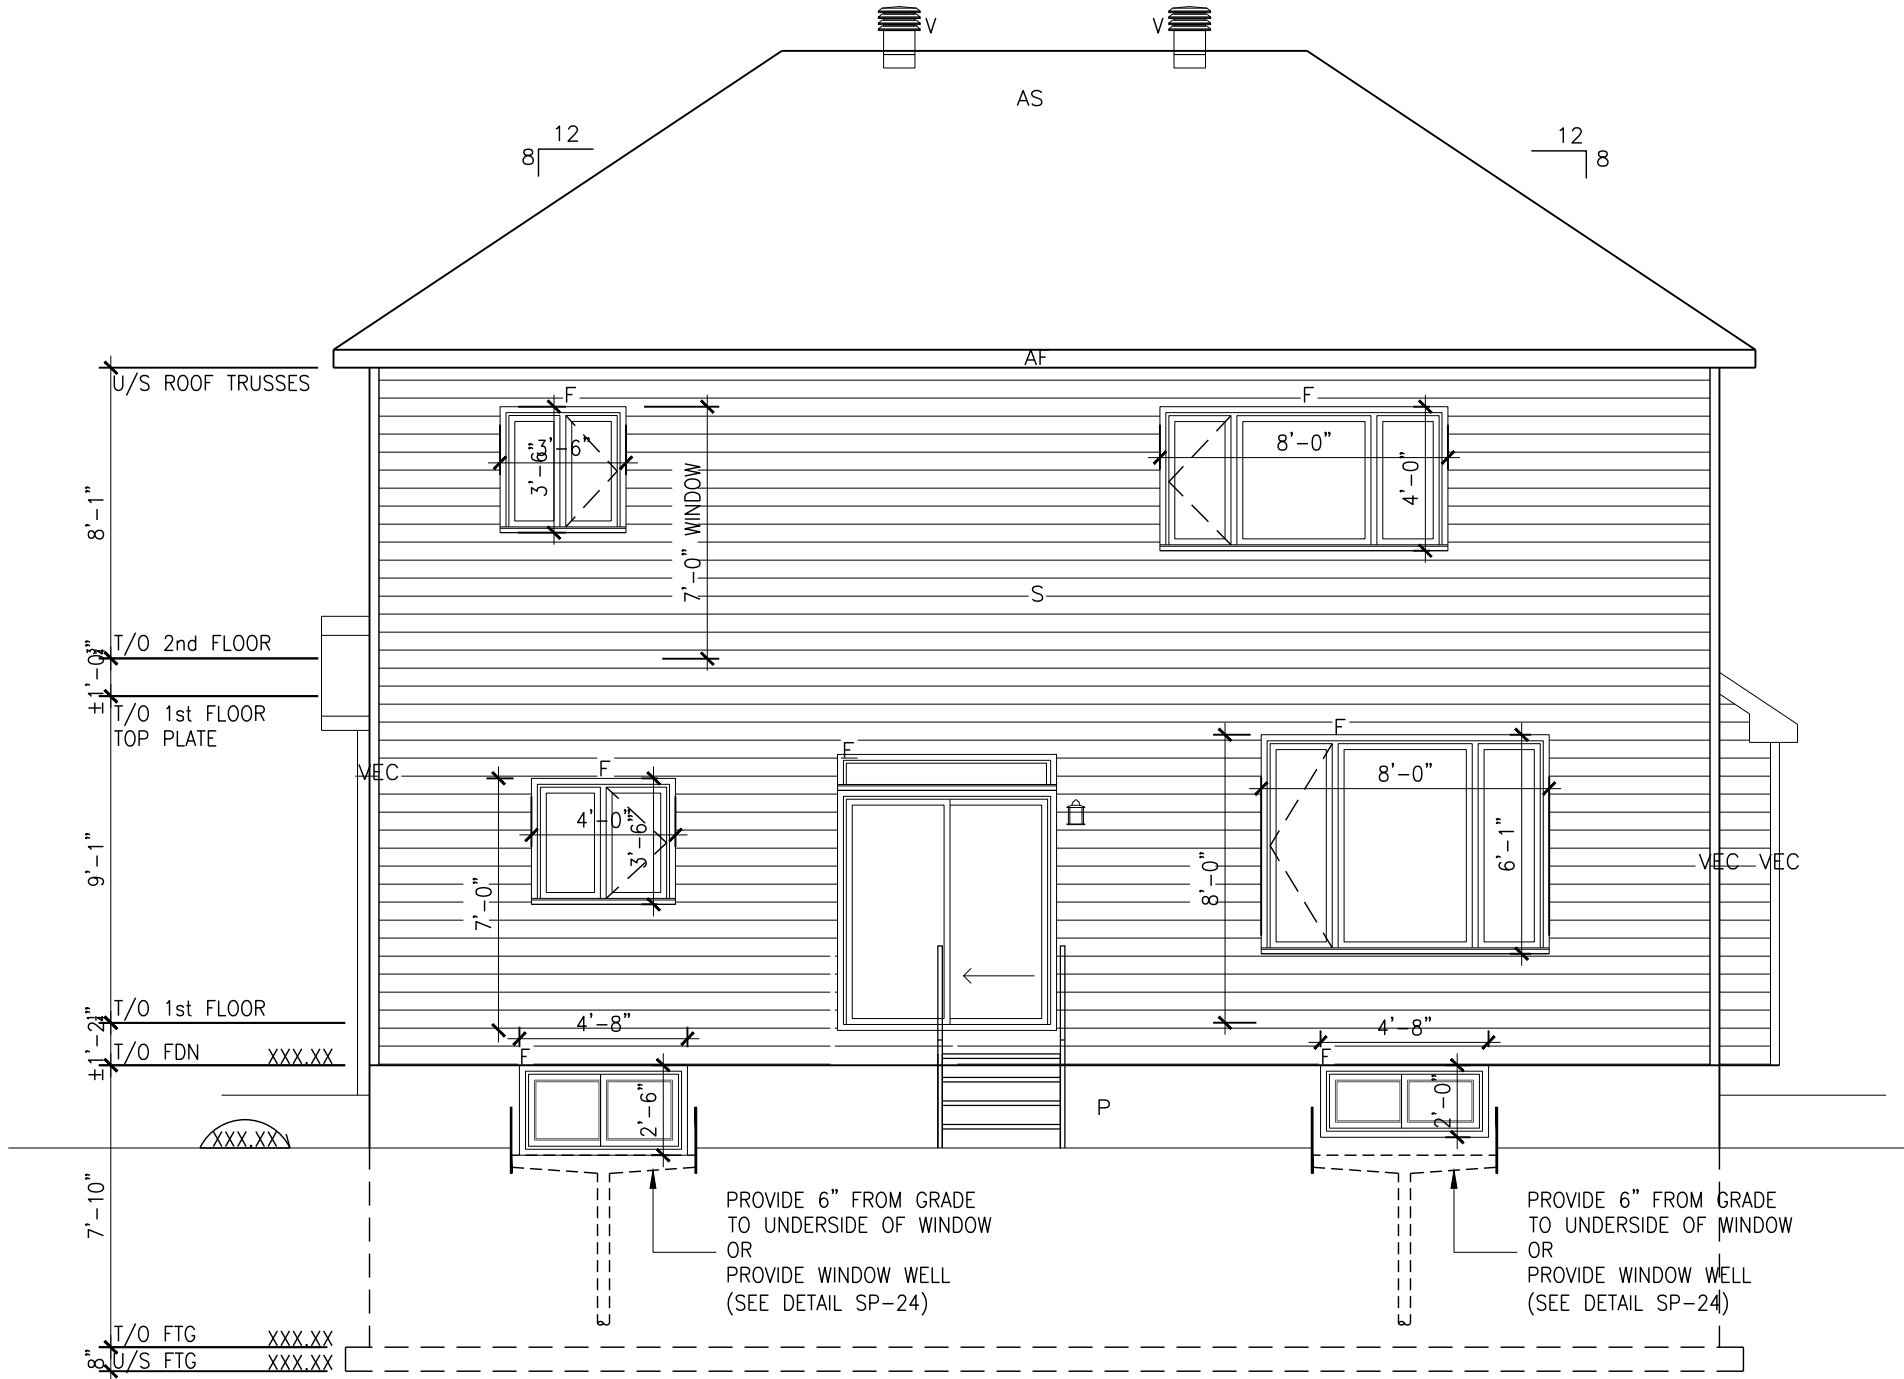 V
V
AS
12
8
12
8
AF
U/S ROOF TRUSSES
F
F
3'-6"
3'-6"
8'-0"
4'-0"
7'-0" WINDOW
8'-1"
S
T/O 2nd FLOOR
T/O 1st FLOOR
TOP PLATE
F
F
F
VEC
8'-0"
4'-0"
3'-6"
6'-1"
9'-1"
7'-0"
8'-0"
VEC
VEC
T/O 1st FLOOR
4'-8"
4'-8"
T/O FDN
XXX.XX
F
F
2'-6"
2'-0"
P
XXX.XX
7'-10"
PROVIDE 6" FROM GRADE
TO UNDERSIDE OF WINDOW
OR
PROVIDE WINDOW WELL
(SEE DETAIL SP-24)
PROVIDE 6" FROM GRADE
TO UNDERSIDE OF WINDOW
OR
PROVIDE WINDOW WELL
(SEE DETAIL SP-24)
T/O FTG
XXX.XX
U/S FTG
XXX.XX
8"